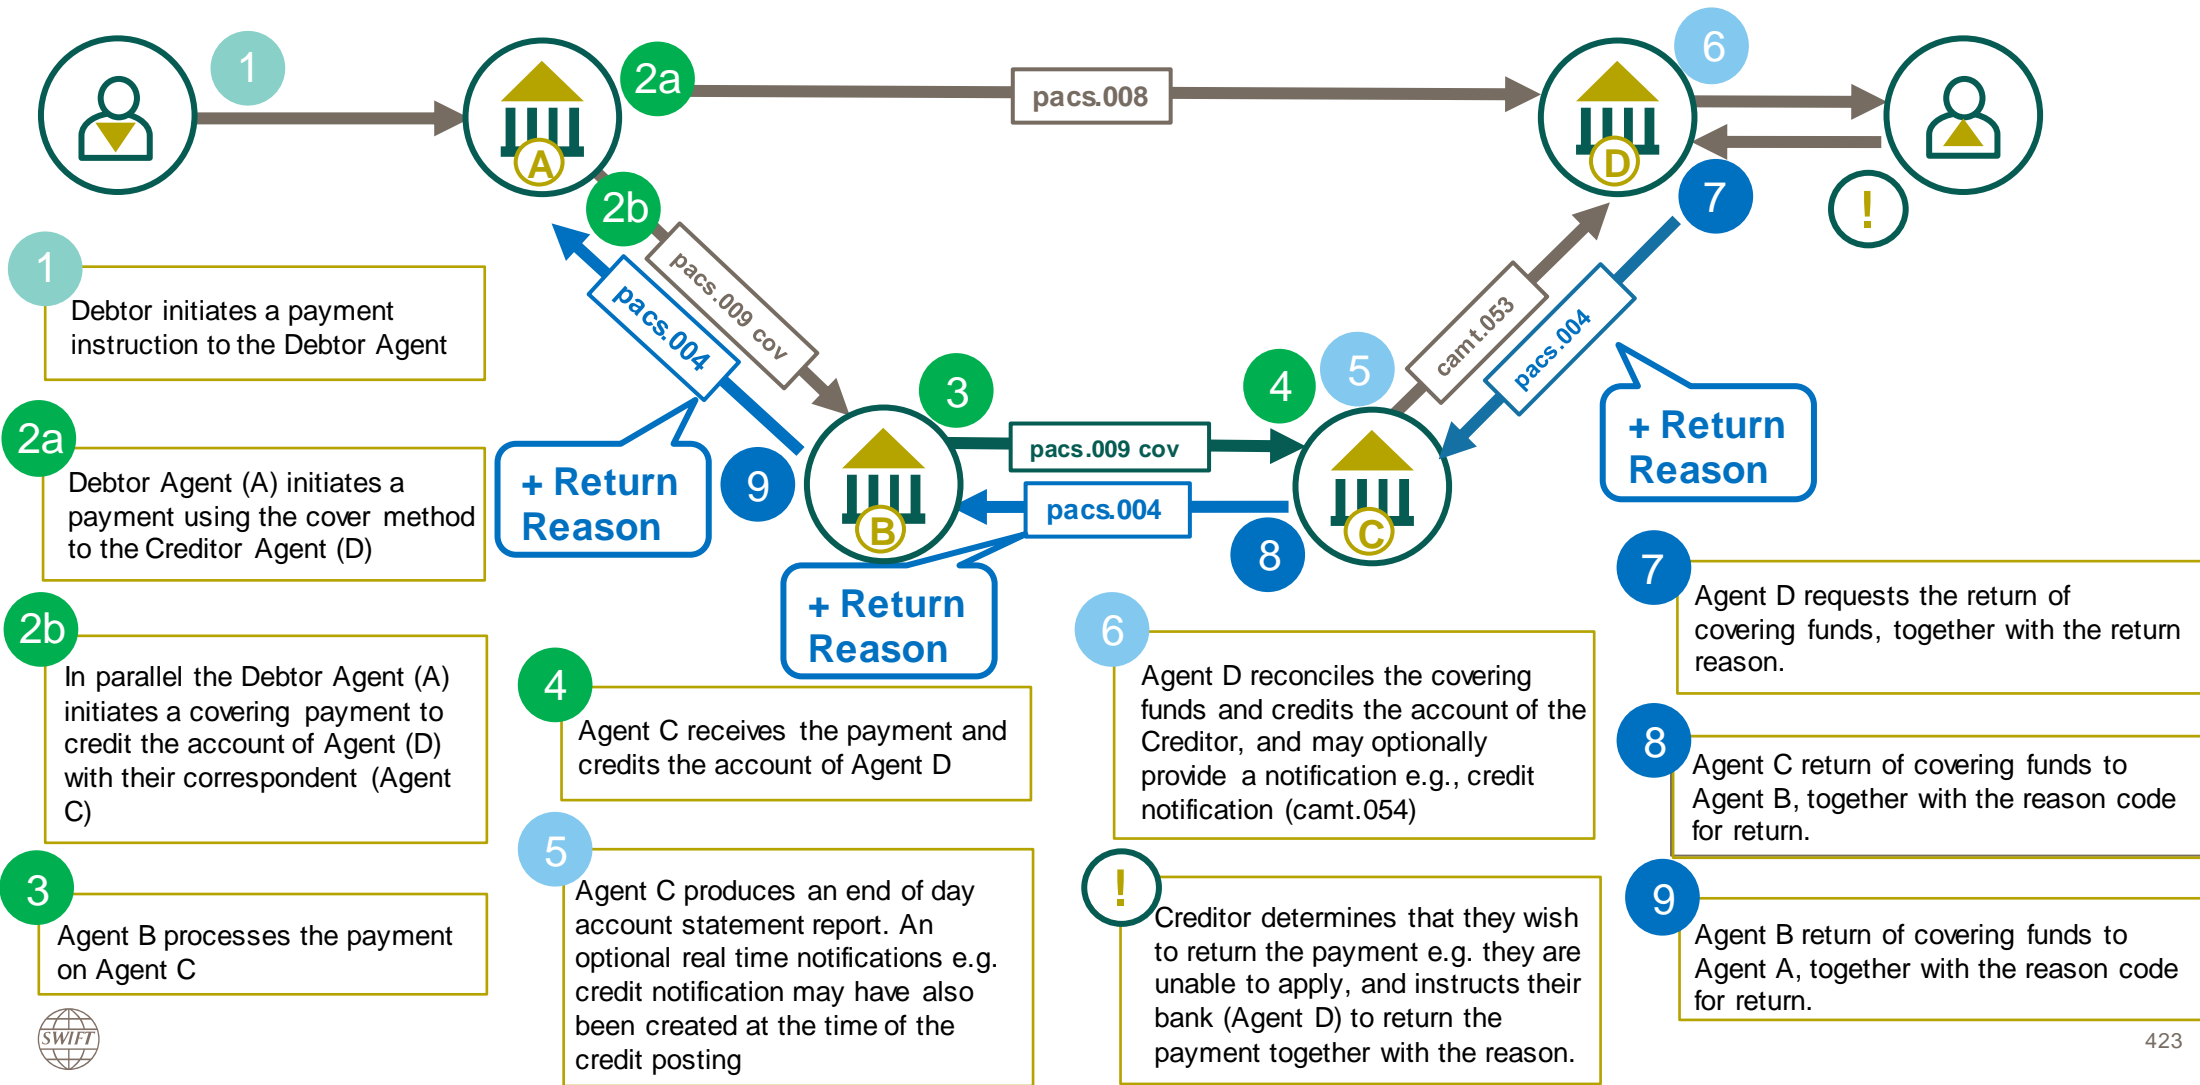 1
2a
pacs.008
6
A
D
2b
7
!
pacs.009 cov
pacs.004
camt.053
pacs.004
1
Debtor initiates a payment
instruction to the Debtor Agent
3
4
5
+ Return
Reason
pacs.009 cov
2a
Debtor Agent (A) initiates a
payment using the cover method
to the Creditor Agent (D)
+ Return
Reason
9
B
pacs.004
C
8
+ Return
Reason
2b
In parallel the Debtor Agent (A)
initiates a covering payment to
credit the account of Agent (D)
with their correspondent (Agent
C)
3
Agent B processes the payment
on Agent C
4
Agent C receives the payment and
credits the account of Agent D
5
Agent C produces an end of day
account statement report. An
optional real time notifications e.g.
credit notification may have also
been created at the time of the
credit posting
6
Agent D reconciles the covering
funds and credits the account of the
Creditor, and may optionally
provide a notification e.g., credit
notification (camt.054)
!
Creditor determines that they wish
to return the payment e.g. they are
unable to apply, and instructs their
bank (Agent D) to return the
payment together with the reason.
7
Agent D requests the return of
covering funds, together with the return
reason.
8
Agent C return of covering funds to
Agent B, together with the reason code
for return.
9
Agent B return of covering funds to
Agent A, together with the reason code
for return.
SWIFT
423